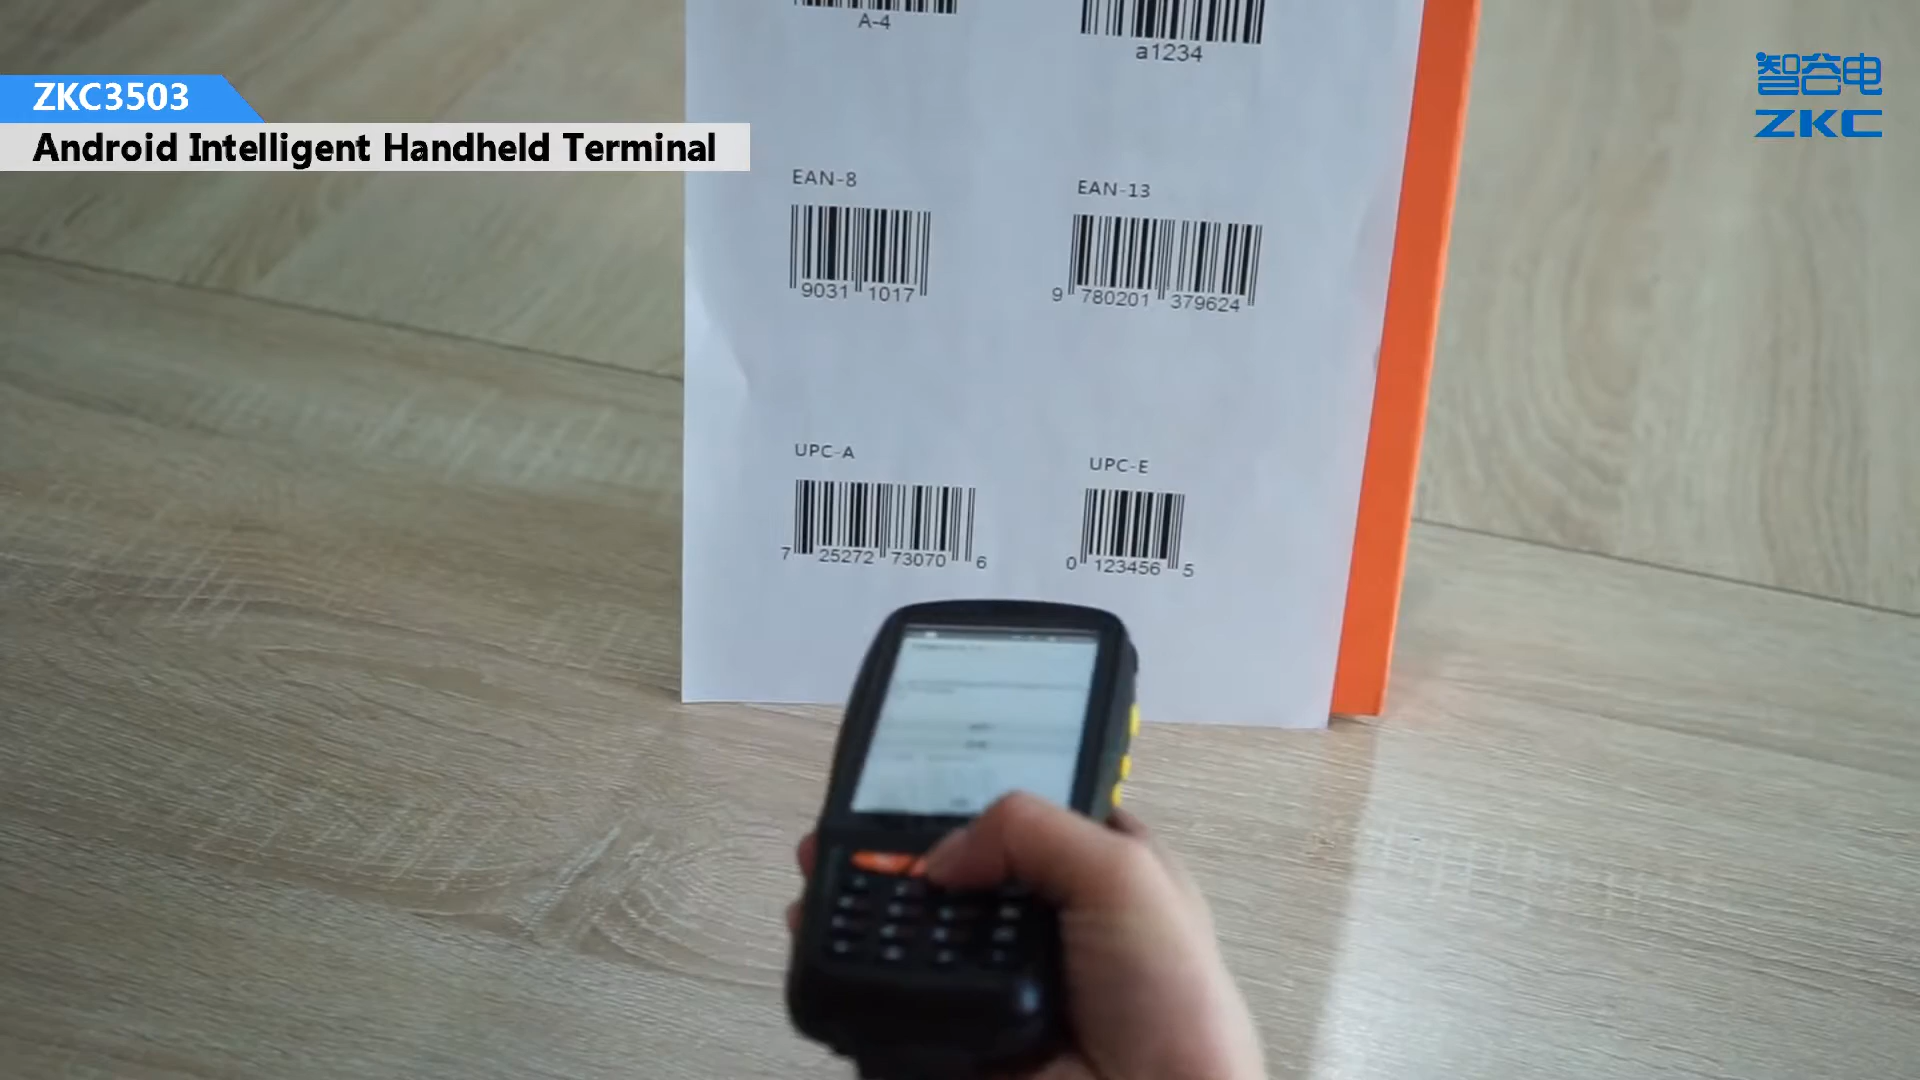 A-4
a1234
ZKC3503
Android Intelligent Handheld Terminal
智谷电
ZKC
EAN-8
9031 1017
EAN-13
9 780201 379624
UPC-A
7 25272 73070 6
UPC-E
0 123456 5